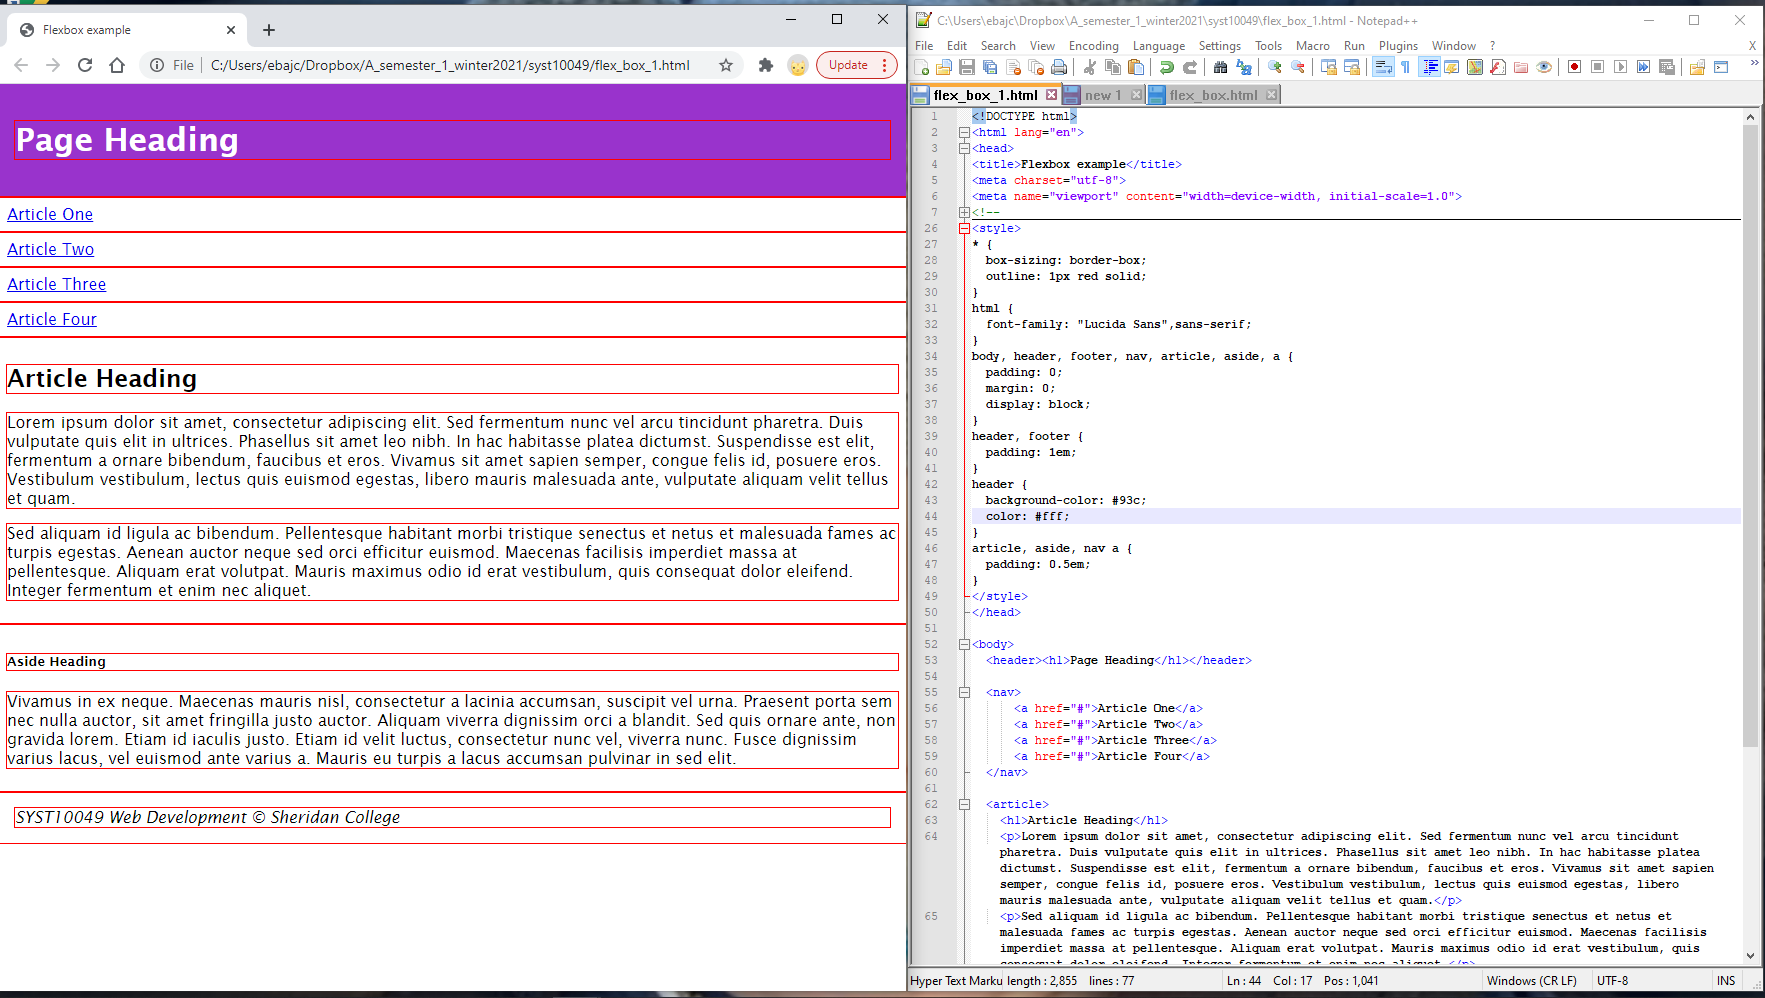 Flexbox example
File
C:/Users/ebajc/Dropbox/A_semester_1_winter2021/syst10049/flex_box_1.html
Update
Page Heading
Article One
Article Two
Article Three
Article Four
Article Heading
Lorem ipsum dolor sit amet, consectetur adipiscing elit. Sed fermentum nunc vel arcu tincidunt pharetra. Duis
vulputate quis elit in ultrices. Phasellus sit amet leo nibh. In hac habitasse platea dictumst. Suspendisse est elit,
fermentum a ornare bibendum, faucibus et eros. Vivamus sit amet sapien semper, congue felis id, posuere eros.
Vestibulum vestibulum, lectus quis euismod egestas, libero mauris malesuada ante, vulputate aliquam velit tellus
et quam.
Sed aliquam id ligula ac bibendum. Pellentesque habitant morbi tristique senectus et netus et malesuada fames ac
turpis egestas. Aenean auctor neque sed orci efficitur euismod. Maecenas facilisis imperdiet massa at
pellentesque. Aliquam erat volutpat. Mauris maximus odio id erat vestibulum, quis consequat dolor eleifend.
Integer fermentum et enim nec aliquet.
Aside Heading
Vivamus in ex neque. Maecenas mauris nisl, consectetur a lacinia accumsan, suscipit vel urna. Praesent porta sem
nec nulla auctor, sit amet fringilla justo auctor. Aliquam viverra dignissim orci a blandit. Sed quis ornare ante, non
gravida lorem. Etiam id iaculis justo. Etiam id velit luctus, consectetur nunc vel, viverra nunc. Fusce dignissim
varius lacus, vel euismod ante varius a. Mauris eu turpis a lacus accumsan pulvinar in sed elit.
SYST10049 Web Development © Sheridan College
C:\Users\ebajc\Dropbox\A_semester_1_winter2021\syst10049\flex_box_1.html - Notepad++
File Edit Search View Encoding Language Settings Tools Macro Run Plugins Window ? X
flex_box_1.html new 1 flex_box.html
1 <!DOCTYPE html>
2 <html lang="en">
3 <head>
4 <title>Flexbox example</title>
5 <meta charset="utf-8">
6 <meta name="viewport" content="width=device-width, initial-scale=1.0">
7 <!--
26 <style>
27 * {
28 box-sizing: border-box;
29 outline: 1px red solid;
30 }
31 html {
32 font-family: "Lucida Sans",sans-serif;
33 }
34 body, header, footer, nav, article, aside, a {
35 padding: 0;
36 margin: 0;
37 display: block;
38 }
39 header, footer {
40 padding: 1em;
41 }
42 header {
43 background-color: #93c;
44 color: #fff;
45 }
46 article, aside, nav a {
47 padding: 0.5em;
48 }
49 </style>
50 </head>
51
52 <body>
53 <header><h1>Page Heading</h1></header>
54
55 <nav>
56 <a href="#">Article One</a>
57 <a href="#">Article Two</a>
58 <a href="#">Article Three</a>
59 <a href="#">Article Four</a>
60 </nav>
61
62 <article>
63 <h1>Article Heading</h1>
64 <p>Lorem ipsum dolor sit amet, consectetur adipiscing elit. Sed fermentum nunc vel arcu tincidunt
pharetra. Duis vulputate quis elit in ultrices. Phasellus sit amet leo nibh. In hac habitasse platea
dictumst. Suspendisse est elit, fermentum a ornare bibendum, faucibus et eros. Vivamus sit amet sapien
semper, congue felis id, posuere eros. Vestibulum vestibulum, lectus quis euismod egestas, libero
mauris malesuada ante, vulputate aliquam velit tellus et quam.</p>
65 <p>Sed aliquam id ligula ac bibendum. Pellentesque habitant morbi tristique senectus et netus et
malesuada fames ac turpis egestas. Aenean auctor neque sed orci efficitur euismod. Maecenas facilisis
imperdiet massa at pellentesque. Aliquam erat volutpat. Mauris maximus odio id erat vestibulum, quis
consequat dolor eleifend. Integer fermentum et enim nec aliquet.</p>
Hyper Text Marku length : 2,855 lines : 77 Ln : 44 Col : 17 Pos : 1,041 Windows (CR LF) UTF-8 INS